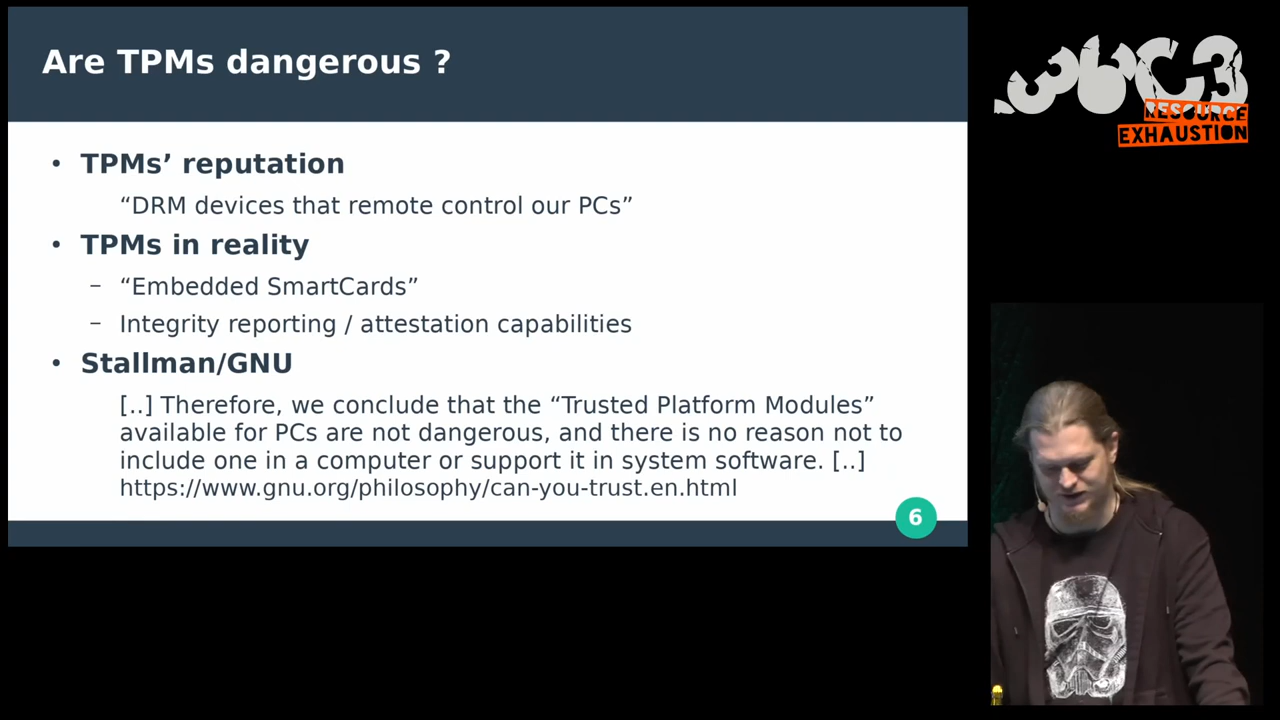 Are TPMs dangerous ?
• TPMs’ reputation
“DRM devices that remote control our PCs”
• TPMs in reality
– “Embedded SmartCards”
– Integrity reporting / attestation capabilities
• Stallman/GNU
[..] Therefore, we conclude that the “Trusted Platform Modules”
available for PCs are not dangerous, and there is no reason not to
include one in a computer or support it in system software. [..]
https://www.gnu.org/philosophy/can-you-trust.en.html
6
36C3
RESOURCE
EXHAUSTION